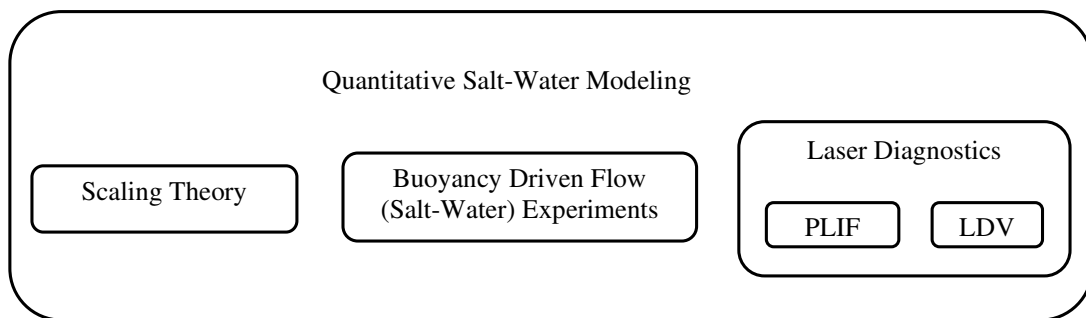 Quantitative Salt-Water Modeling
Scaling Theory
Buoyancy Driven Flow
(Salt-Water) Experiments
Laser Diagnostics
PLIF
LDV